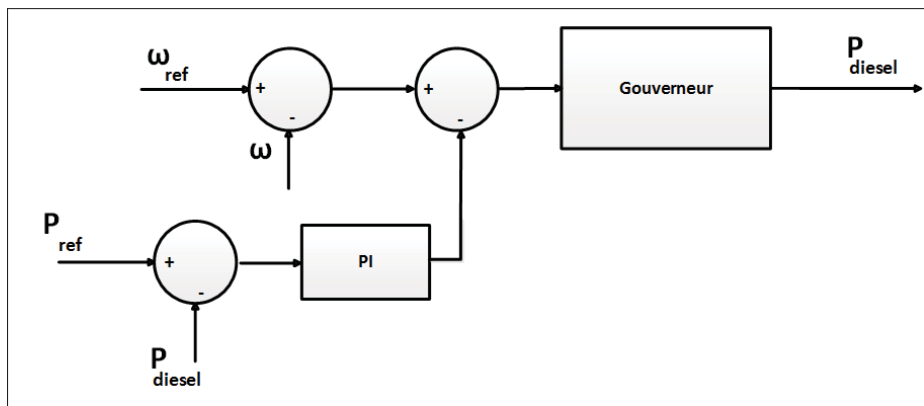 ω ref
+
-
ω
+
-
Gouverneur
P diesel
P ref
+
-
PI
P diesel